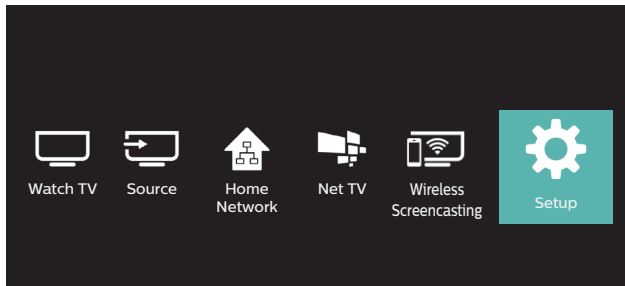 Watch TV
Source
Home
Network
Net TV
Wireless
Screencasting
Setup